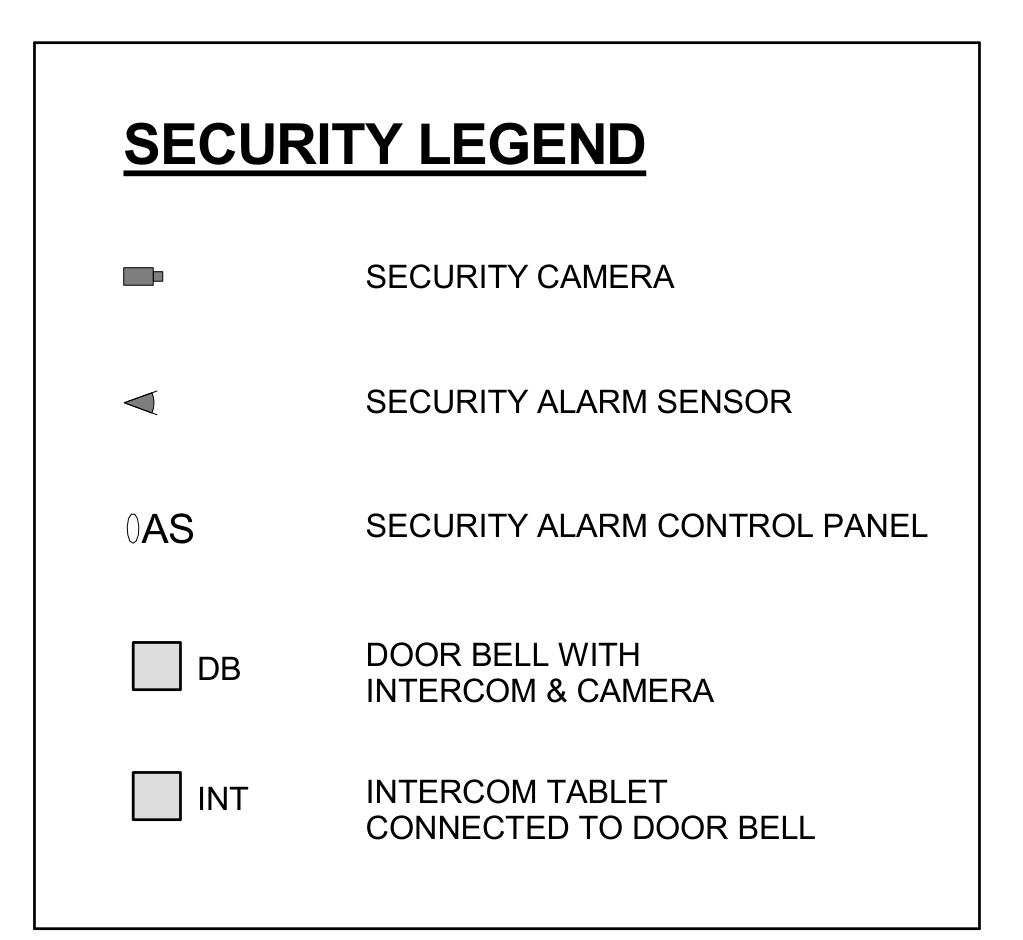 SECURITY LEGEND
SECURITY CAMERA
SECURITY ALARM SENSOR
AS SECURITY ALARM CONTROL PANEL
DB DOOR BELL WITH
INTERCOM & CAMERA
INT INTERCOM TABLET
CONNECTED TO DOOR BELL